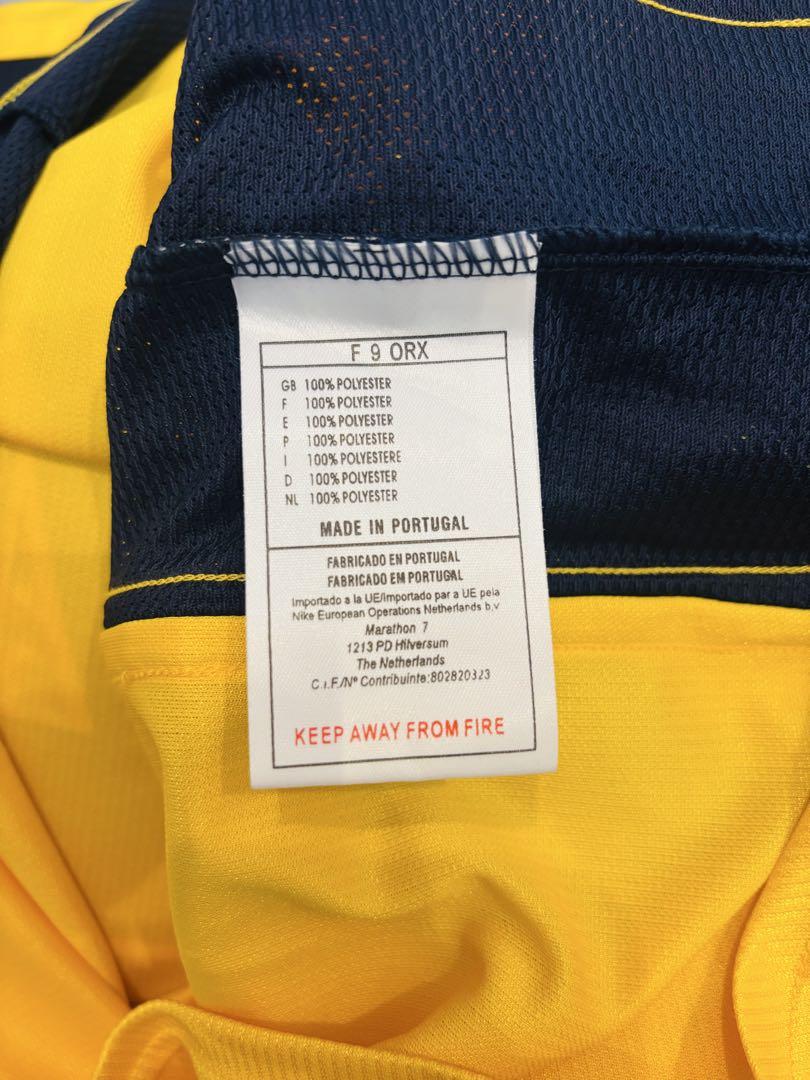 F 9 ORX
GB 100% POLYESTER
F 100% POLYESTER
E 100% POLYESTER
P 100% POLYESTER
I 100% POLYESTERE
D 100% POLYESTER
NL 100% POLYESTER
MADE IN PORTUGAL
FABRICADO EN PORTUGAL
FABRICADO EM PORTUGAL
Importado a la UE/importado par a UE pela
Nike European Operations Netherlands b.v
Marathon 7
1213 PD Hilversum
The Netherlands
C.I.F./Nº Contribuinte:802820323
KEEP AWAY FROM FIRE